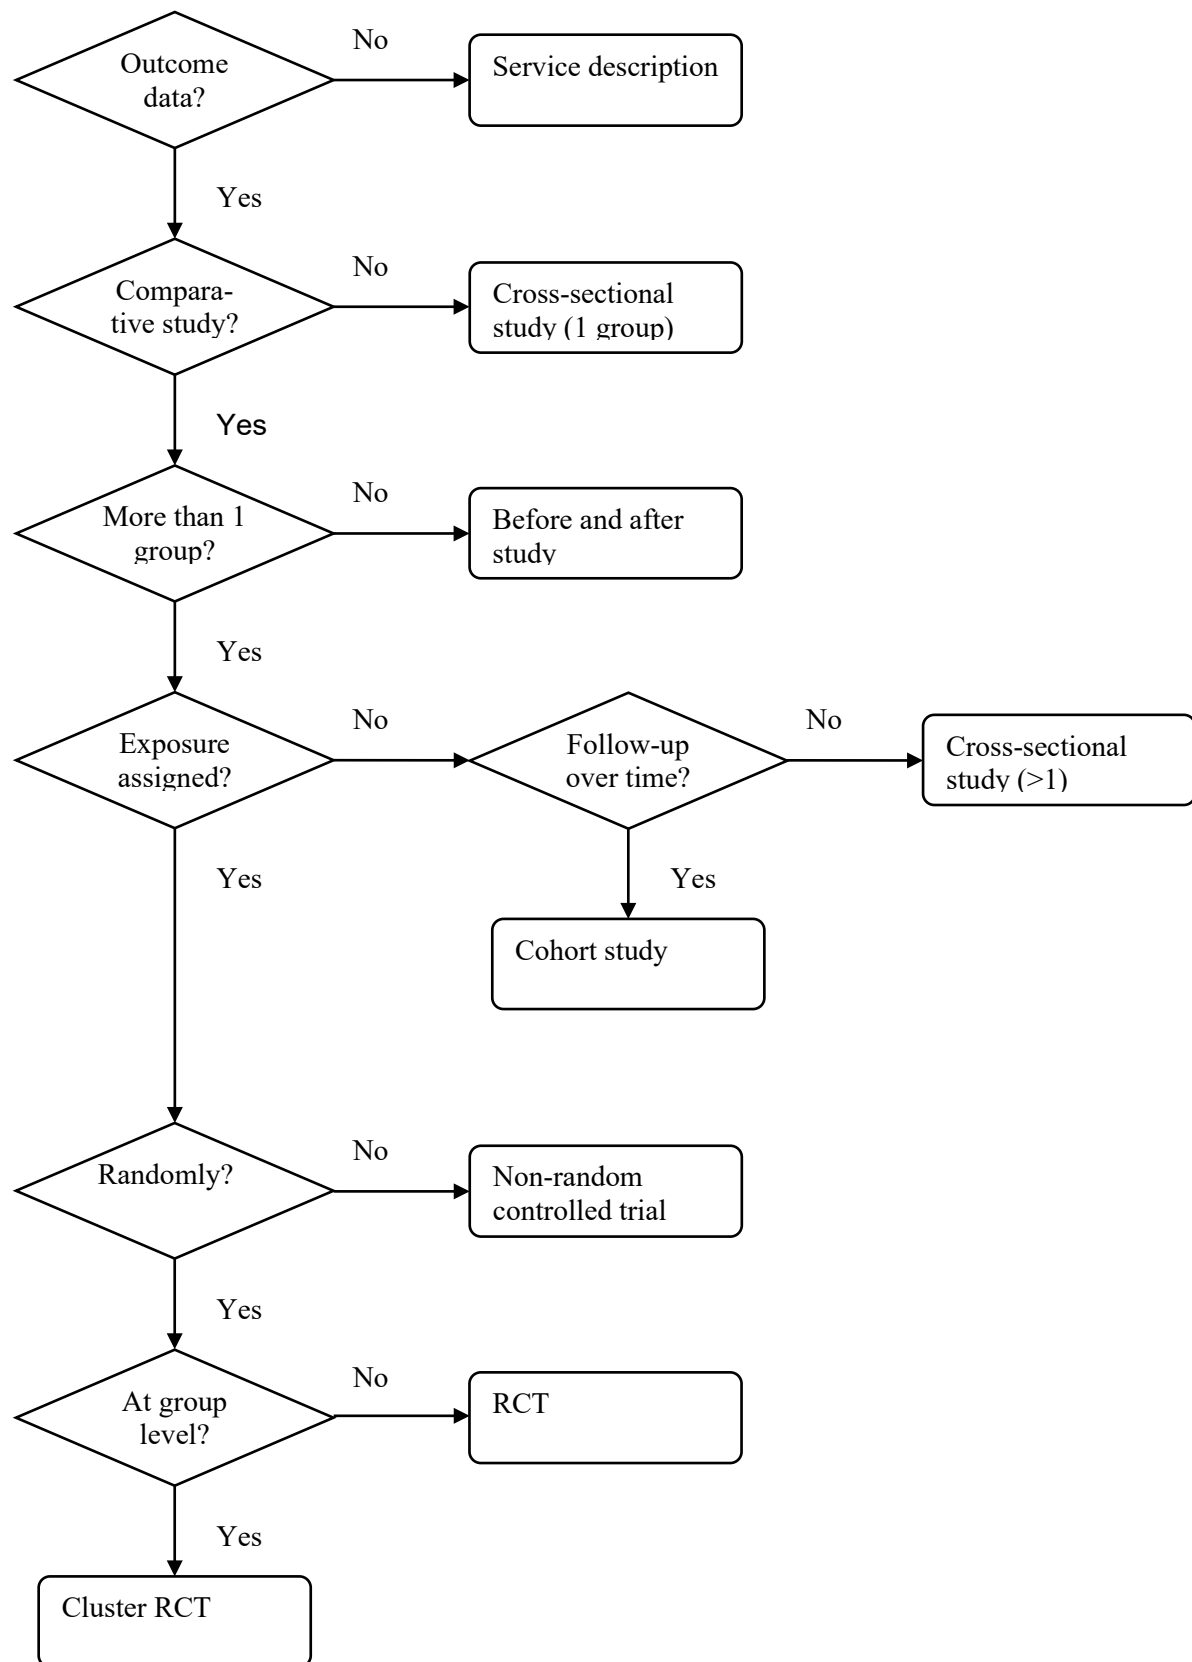 No
Outcome
data?
Service description
Yes
No
Compara-
tive study?
Cross-sectional
study (1 group)
Yes
No
More than 1
group?
Before and after
study
Yes
No
Exposure
assigned?
Follow-up
over time?
No
Cross-sectional
study (>1)
Yes
Yes
Cohort study
No
Randomly?
Non-random
controlled trial
Yes
No
At group
level?
RCT
Yes
Cluster RCT